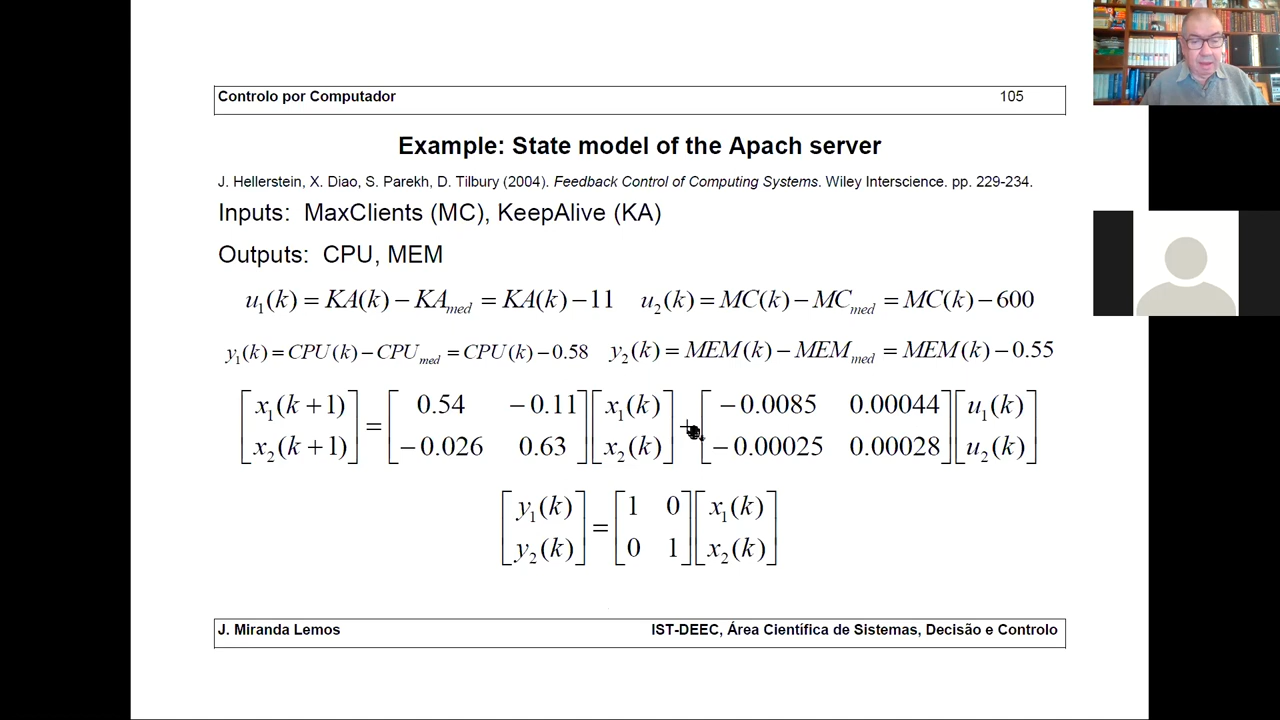 Controlo por Computador 105
Example: State model of the Apach server
J. Hellerstein, X. Diao, S. Parekh, D. Tilbury (2004). Feedback Control of Computing Systems. Wiley Interscience. pp. 229-234.
Inputs: MaxClients (MC), KeepAlive (KA)
Outputs: CPU, MEM
u₁(k) = KA(k) − KA_med = KA(k) − 11 u₂(k) = MC(k) − MC_med = MC(k) − 600
y₁(k) = CPU(k) − CPU_med = CPU(k) − 0.58 y₂(k) = MEM(k) − MEM_med = MEM(k) − 0.55
[x₁(k+1)] = [0.54 −0.11] [x₁(k)] + [−0.0085 0.00044] [u₁(k)]
[x₂(k+1)] [−0.026 0.63] [x₂(k)] [−0.00025 0.00028] [u₂(k)]
[y₁(k)] = [1 0] [x₁(k)]
[y₂(k)] [0 1] [x₂(k)]
J. Miranda Lemos IST-DEEC, Área Científica de Sistemas, Decisão e Controlo